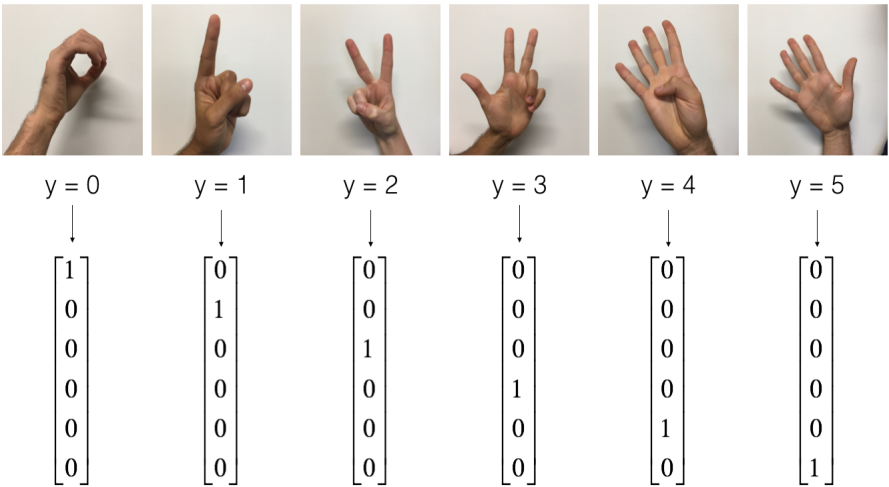 y = 0 y = 1 y = 2 y = 3 y = 4 y = 5
1 0 0 0 0 0
0 1 0 0 0 0
0 0 1 0 0 0
0 0 0 1 0 0
0 0 0 0 1 0
0 0 0 0 0 1